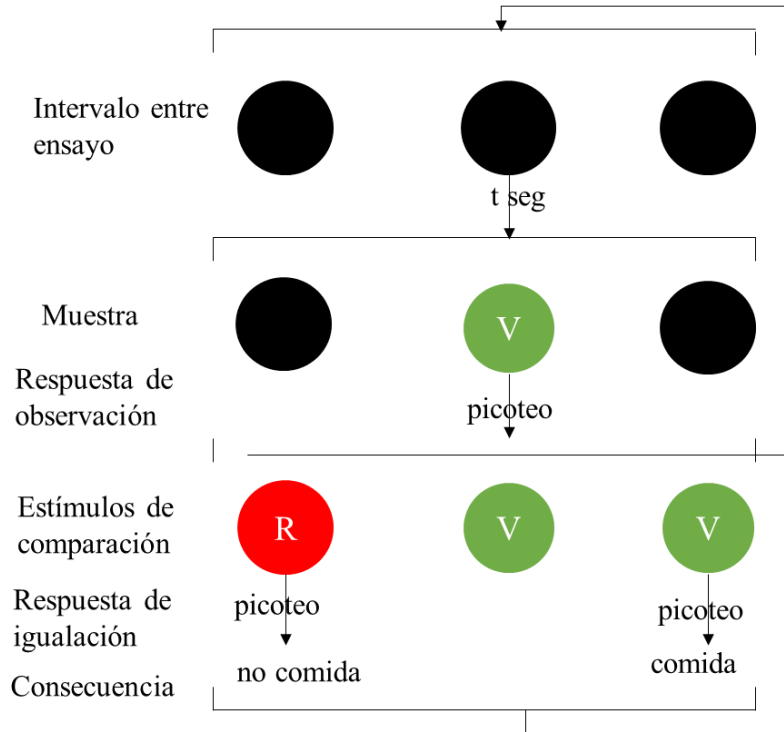 Intervalo entre
ensayo
t seg
Muestra
V
Respuesta de
observación
picoteo
Estímulos de
comparación
R
V
V
Respuesta de
igualación
picoteo
picoteo
Consecuencia
no comida
comida